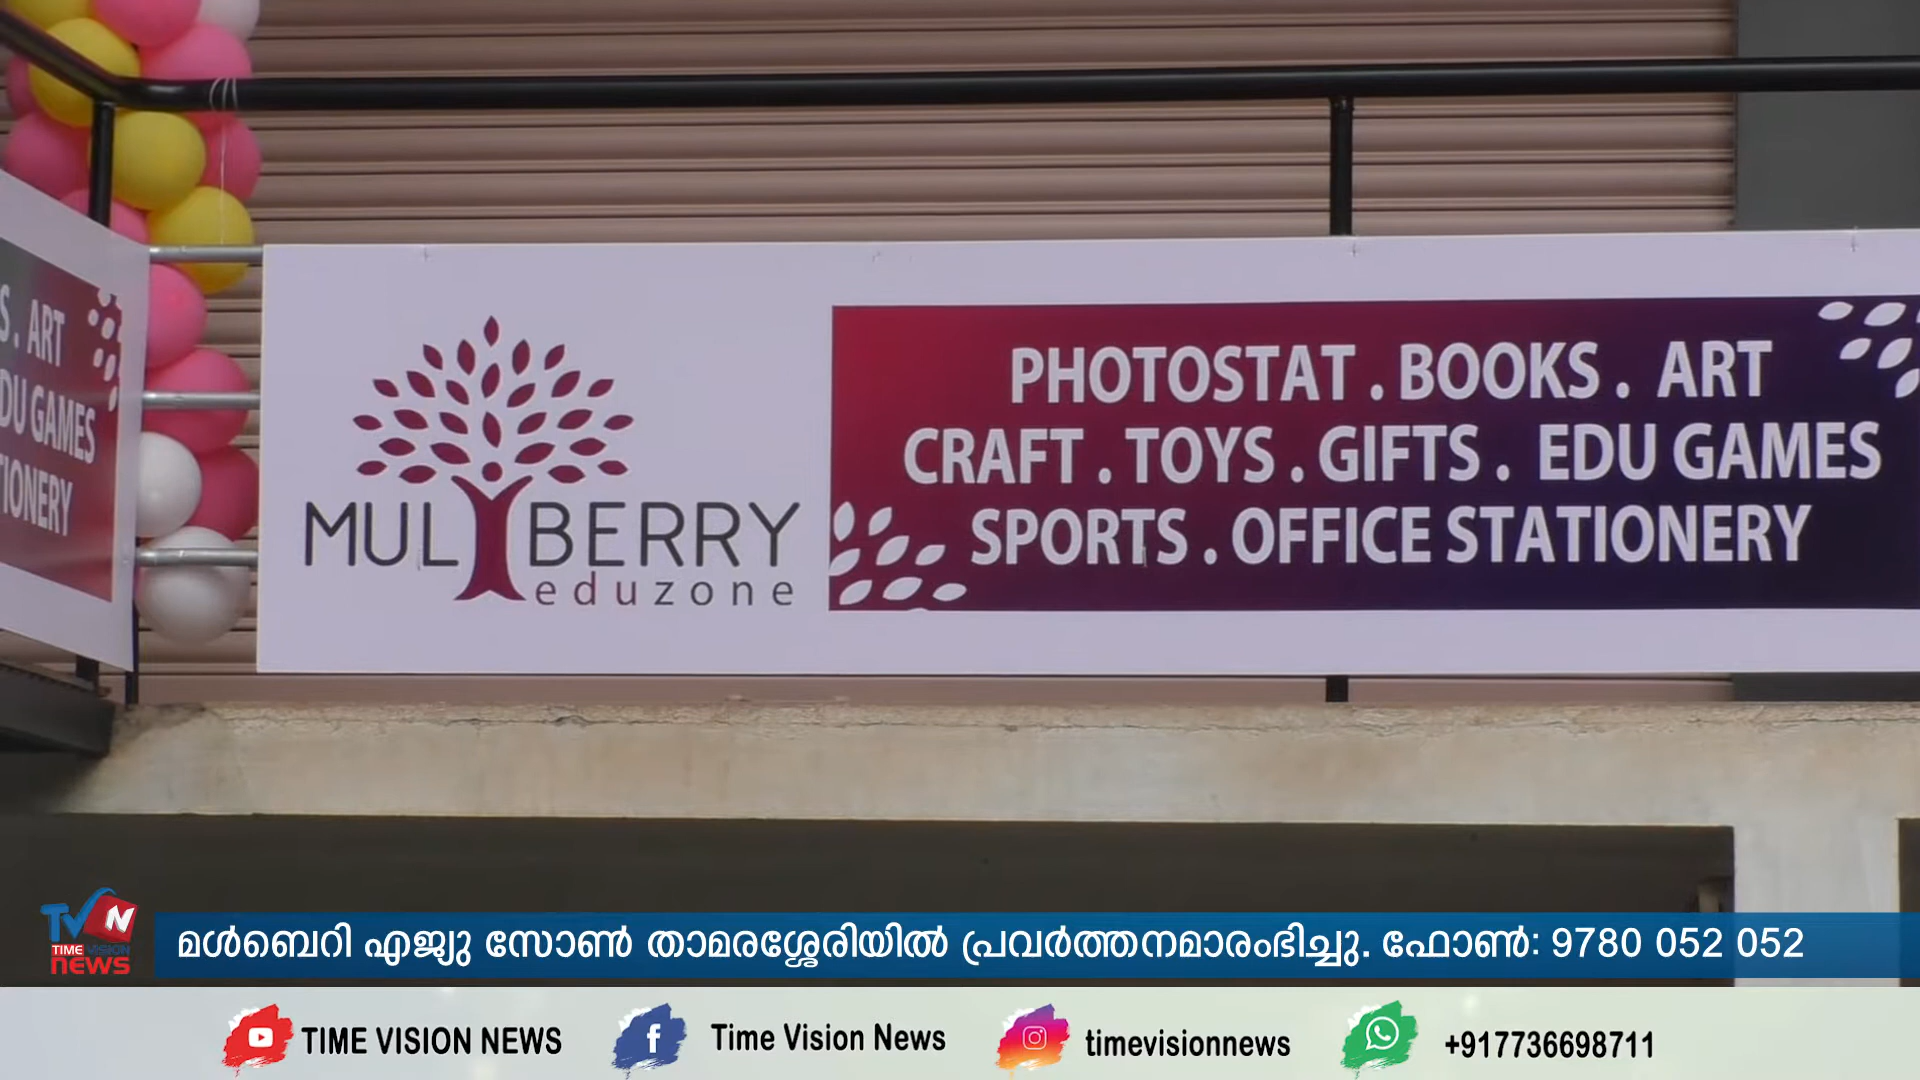 S . ART
DU GAMES
TIONERY
MULBERRY
eduzone
PHOTOSTAT . BOOKS . ART
CRAFT . TOYS . GIFTS . EDU GAMES
SPORTS . OFFICE STATIONERY
TVN
TIME VISION
NEWS
മൾബെറി എജ്യു സോൺ താമരശ്ശേരിയിൽ പ്രവർത്തനമാരംഭിച്ചു. ഫോൺ: 9780 052 052
TIME VISION NEWS
Time Vision News
timevisionnews
+917736698711